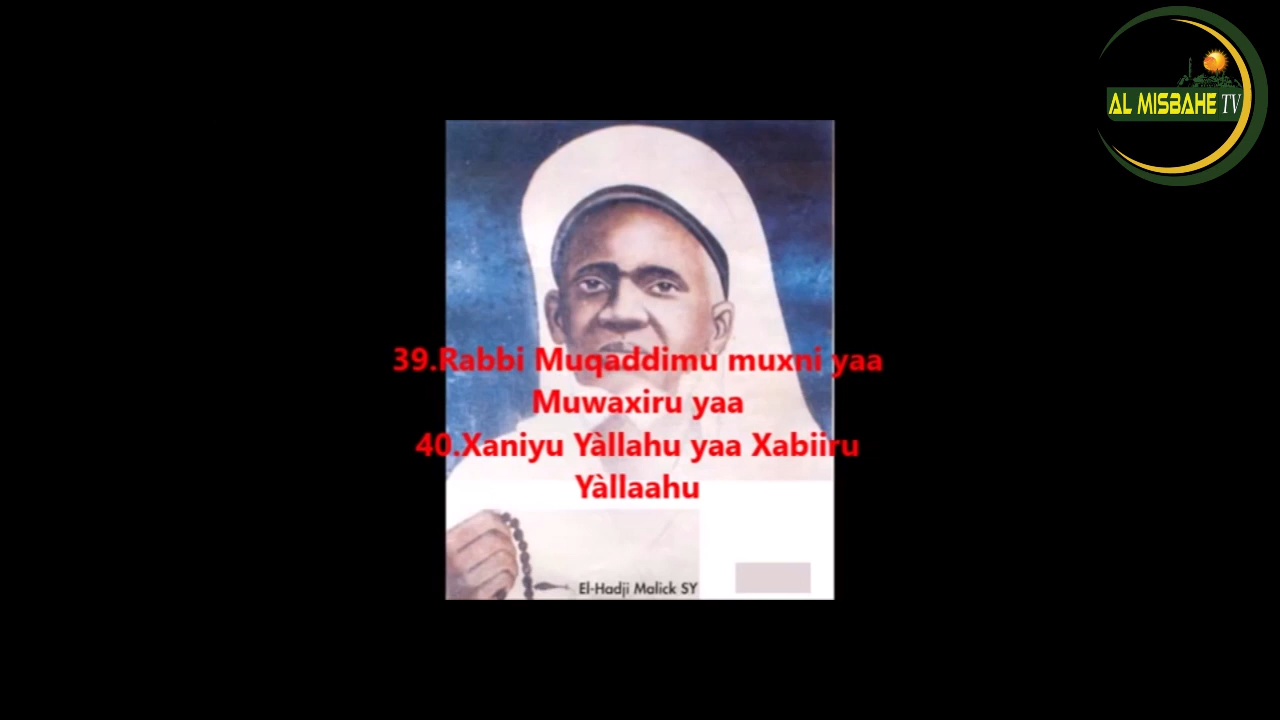 AL MISBAHE TV
39.Rabbi Muqaddimu muxni yaa
Muwaxiru yaa
40.Xaniyu Yàllahu yaa Xabiiru
Yàllaahu
El-Hadji Malick SY